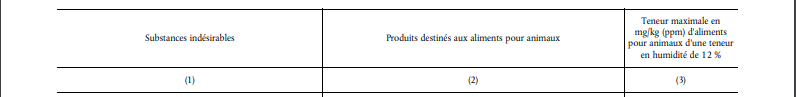 Substances indésirables
Produits destinés aux aliments pour animaux
Teneur maximale en
mg/kg (ppm) d'aliments
pour animaux d'une teneur
en humidité de 12 %
(1)
(2)
(3)